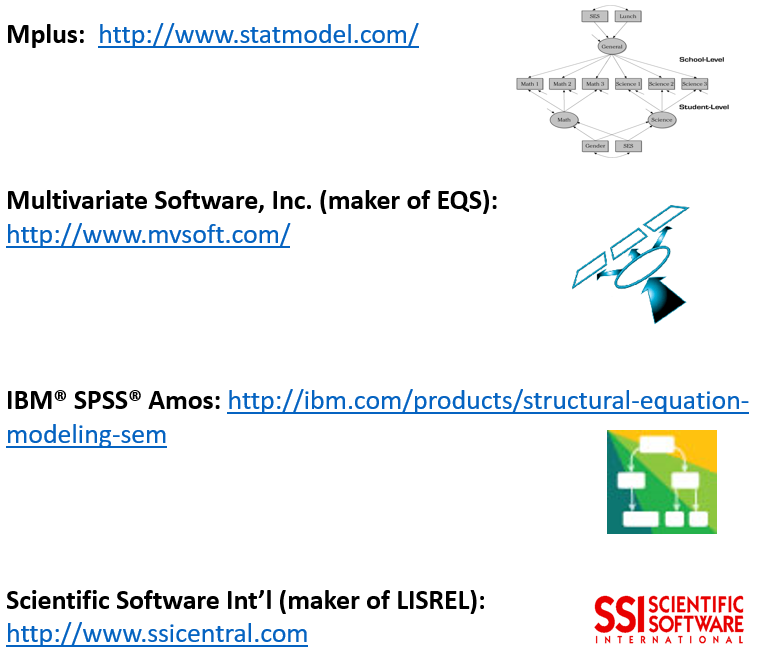 Mplus: http://www.statmodel.com/
SES Lunch
General
School-Level
Math 1 Math 2 Math 3 Science 1 Science 2 Science 3
Student-Level
Math Science
Gender SES
Multivariate Software, Inc. (maker of EQS):
http://www.mvsoft.com/
IBM® SPSS® Amos: http://ibm.com/products/structural-equation-
modeling-sem
Scientific Software Int’l (maker of LISREL):
http://www.ssicentral.com
SSI SCIENTIFIC
SOFTWARE
INTERNATIONAL